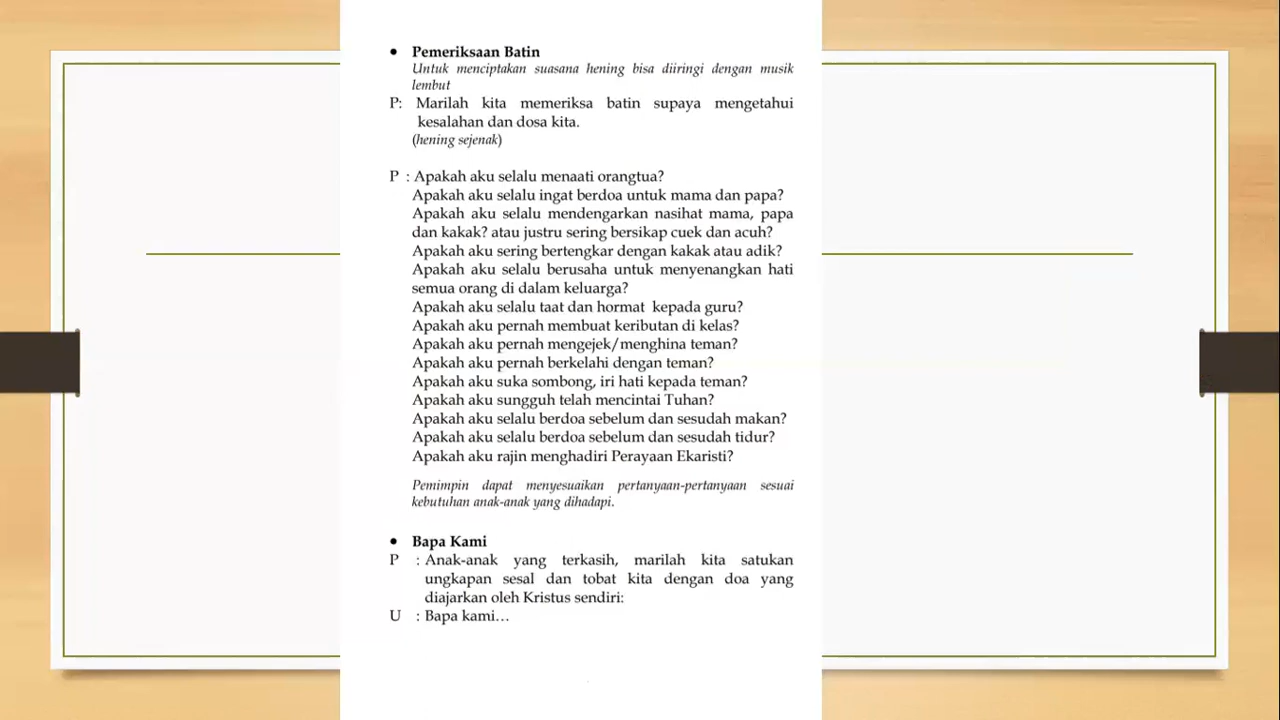 • Pemeriksaan Batin
Untuk menciptakan suasana hening bisa diiringi dengan musik
lembut
P: Marilah kita memeriksa batin supaya mengetahui
kesalahan dan dosa kita.
(hening sejenak)
P : Apakah aku selalu menaati orangtua?
Apakah aku selalu ingat berdoa untuk mama dan papa?
Apakah aku selalu mendengarkan nasihat mama, papa
dan kakak? atau justru sering bersikap cuek dan acuh?
Apakah aku sering bertengkar dengan kakak atau adik?
Apakah aku selalu berusaha untuk menyenangkan hati
semua orang di dalam keluarga?
Apakah aku selalu taat dan hormat kepada guru?
Apakah aku pernah membuat keributan di kelas?
Apakah aku pernah mengejek/menghina teman?
Apakah aku pernah berkelahi dengan teman?
Apakah aku suka sombong, iri hati kepada teman?
Apakah aku sungguh telah mencintai Tuhan?
Apakah aku selalu berdoa sebelum dan sesudah makan?
Apakah aku selalu berdoa sebelum dan sesudah tidur?
Apakah aku rajin menghadiri Perayaan Ekaristi?
Pemimpin dapat menyesuaikan pertanyaan-pertanyaan sesuai
kebutuhan anak-anak yang dihadapi.
• Bapa Kami
P : Anak-anak yang terkasih, marilah kita satukan
ungkapan sesal dan tobat kita dengan doa yang
diajarkan oleh Kristus sendiri:
U : Bapa kami…